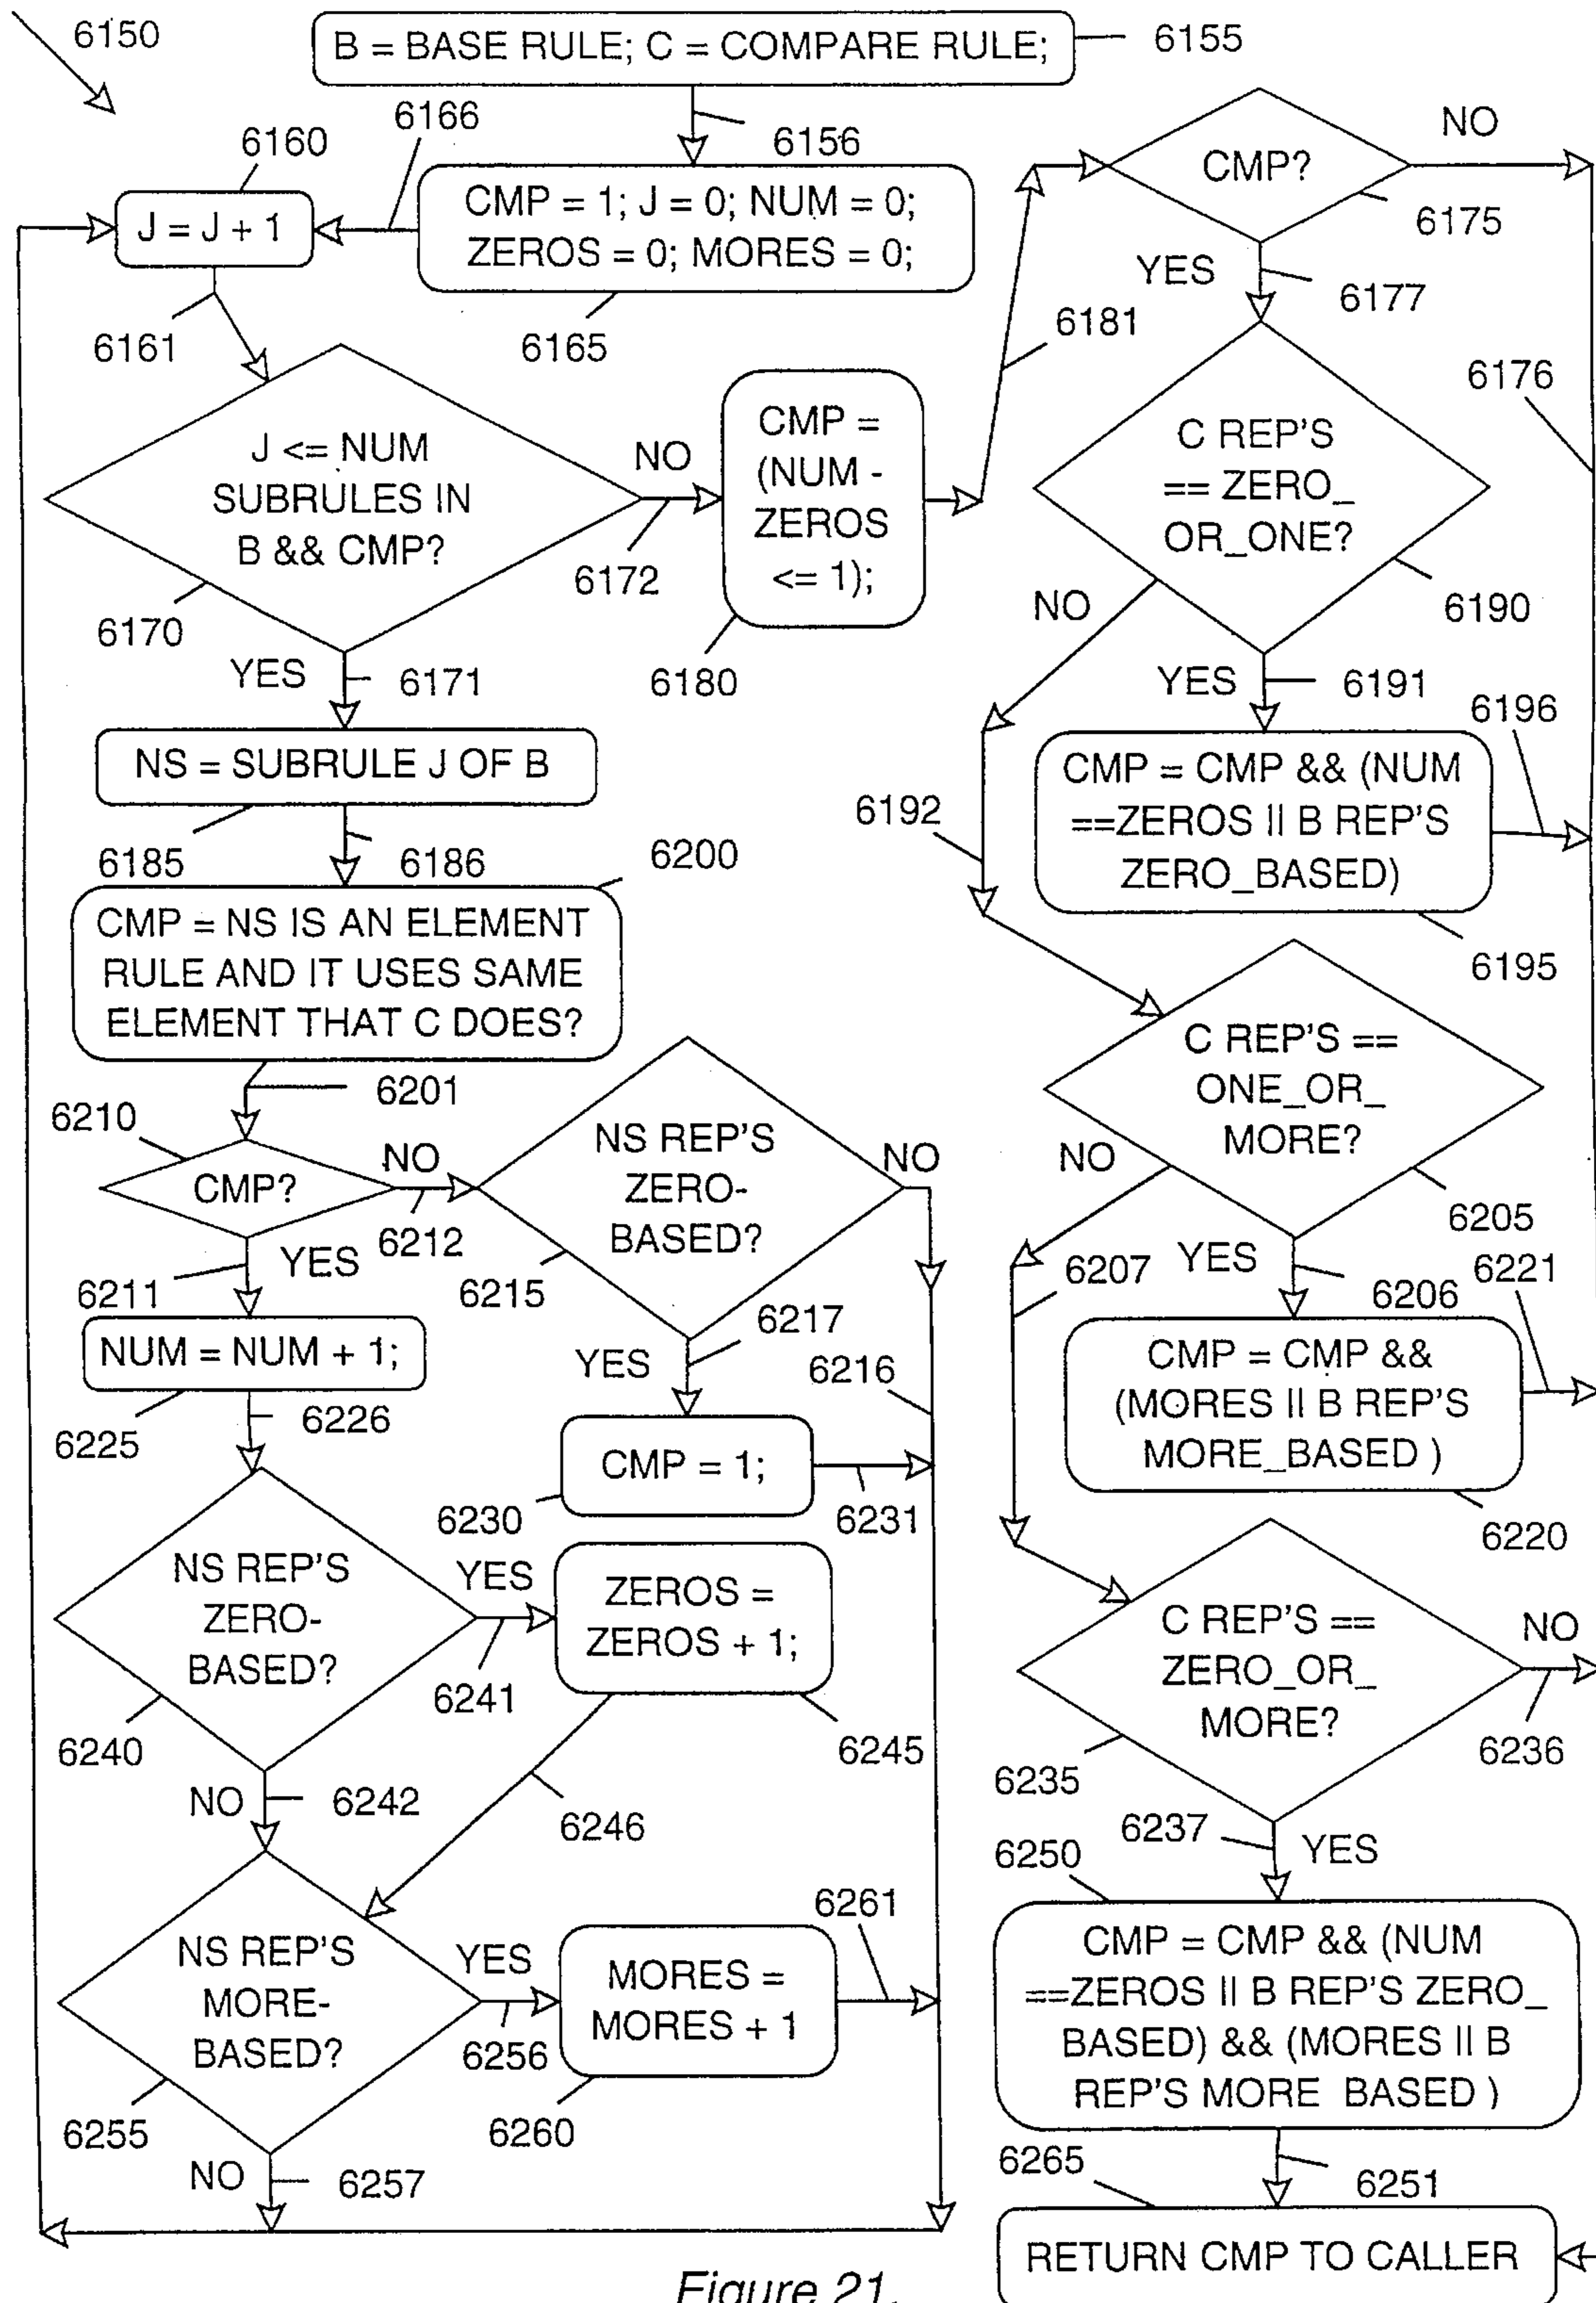 6150
B = BASE RULE; C = COMPARE RULE;
6155
6156
6166
6160
J = J + 1
CMP = 1; J = 0; NUM = 0;
ZEROS = 0; MORES = 0;
6165
6161
J <= NUM
SUBRULES IN
B && CMP?
6170
NO
6172
CMP =
(NUM -
ZEROS
<= 1);
6180
6181
YES
6171
NS = SUBRULE J OF B
6185
6186
6200
CMP = NS IS AN ELEMENT
RULE AND IT USES SAME
ELEMENT THAT C DOES?
6201
6210
CMP?
NO
6212
YES
6211
NUM = NUM + 1;
6225
6226
NS REP'S
ZERO-
BASED?
6215
NO
6217
YES
6216
CMP = 1;
6230
6231
NS REP'S
ZERO-
BASED?
6240
YES
6241
ZEROS =
ZEROS + 1;
6245
NO
6242
6246
NS REP'S
MORE-
BASED?
6255
YES
6256
MORES =
MORES + 1
6260
6261
NO
6257
CMP?
NO
6175
YES
6177
6176
C REP'S
== ZERO_
OR_ONE?
6190
NO
YES
6191
6192
6196
CMP = CMP && (NUM
==ZEROS || B REP'S
ZERO_BASED)
6195
C REP'S ==
ONE_OR_
MORE?
6205
NO
6207
YES
6206
6221
CMP = CMP &&
(MORES || B REP'S
MORE_BASED )
6220
C REP'S ==
ZERO_OR_
MORE?
6235
NO
6236
6237
YES
6250
CMP = CMP && (NUM
==ZEROS || B REP'S ZERO_
BASED) && (MORES || B
REP'S MORE BASED )
6265
6251
RETURN CMP TO CALLER
Figure 21.